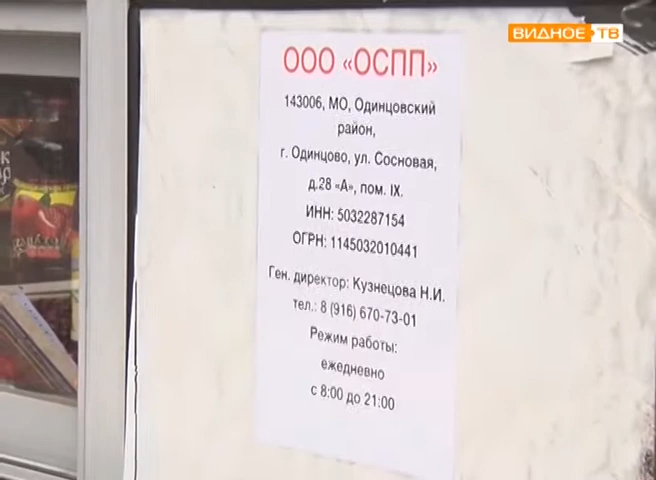 ВИДНОЕ ТВ
ООО «ОСПП»
143006, МО, Одинцовский
район,
г. Одинцово, ул. Сосновая,
д.28 «А», пом. IX.
ИНН: 5032287154
ОГРН: 1145032010441
Ген. директор: Кузнецова Н.И.
тел.: 8 (916) 670-73-01
Режим работы:
ежедневно
с 8:00 до 21:00